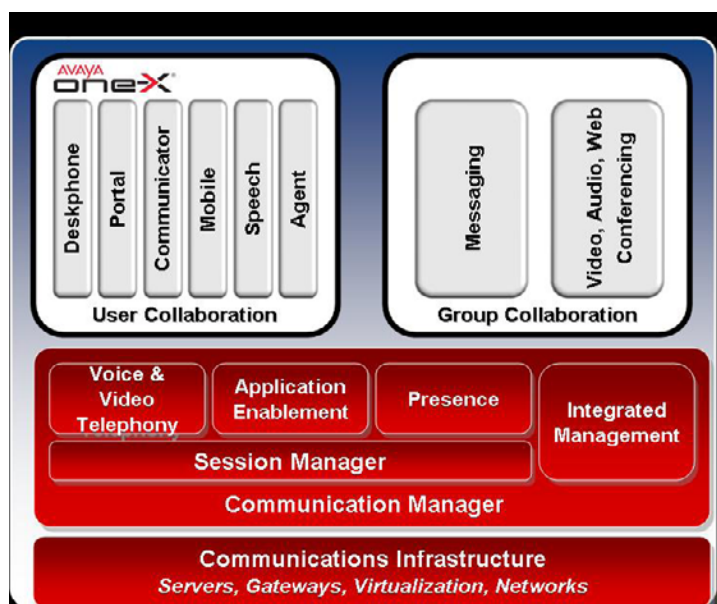 AVAYA
one-X®
Deskphone
Portal
Communicator
Mobile
Speech
Agent
User Collaboration
Messaging
Video, Audio, Web
Conferencing
Group Collaboration
Voice &
Video
Telephony
Application
Enablement
Presence
Integrated
Management
Session Manager
Communication Manager
Communications Infrastructure
Servers, Gateways, Virtualization, Networks